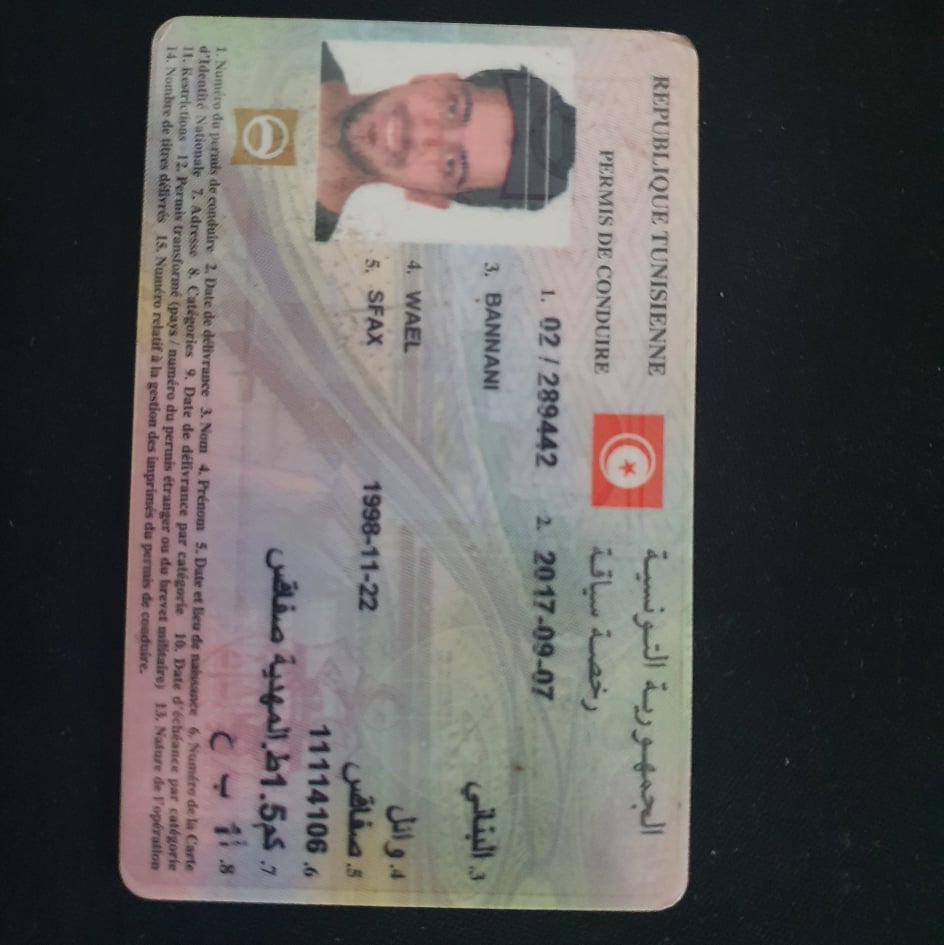 REPUBLIQUE TUNISIENNE
الجمهورية التونسية
PERMIS DE CONDUIRE
رخصة سياقة
1. 02 / 289442 2. 2017-09-07
3. BANNANI
3. البناني
4. WAEL
4. وائل
5. SFAX 1998-11-22
5. صفاقس
6. 11114106
7. كم1.5ط.المهدية صفاقس
8. أ1 ب C
1. Numéro du permis de conduire 2. Date de délivrance 3. Nom 4. Prénom 5. Date et lieu de naissance 6. Numéro de la Carte
d'Identité Nationale 7. Adresse 8. Catégories 9. Date de délivrance par catégorie 10. Date d'échéance par catégorie
11. Restrictions 12. Permis transformé (pays / numéro du permis étranger ou du brevet militaire) 13. Nature de l'opération
14. Nombre de titres délivrés 15. Numéro relatif à la gestion des imprimés du permis de conduire.